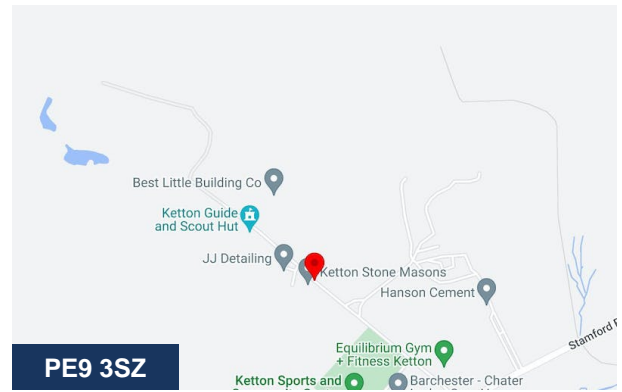 Best Little Building Co
Ketton Guide
and Scout Hut
JJ Detailing
Ketton Stone Masons
Hanson Cement
Stamford R
Equilibrium Gym
+ Fitness Ketton
PE9 3SZ
Ketton Sports and
Barchester - Chater